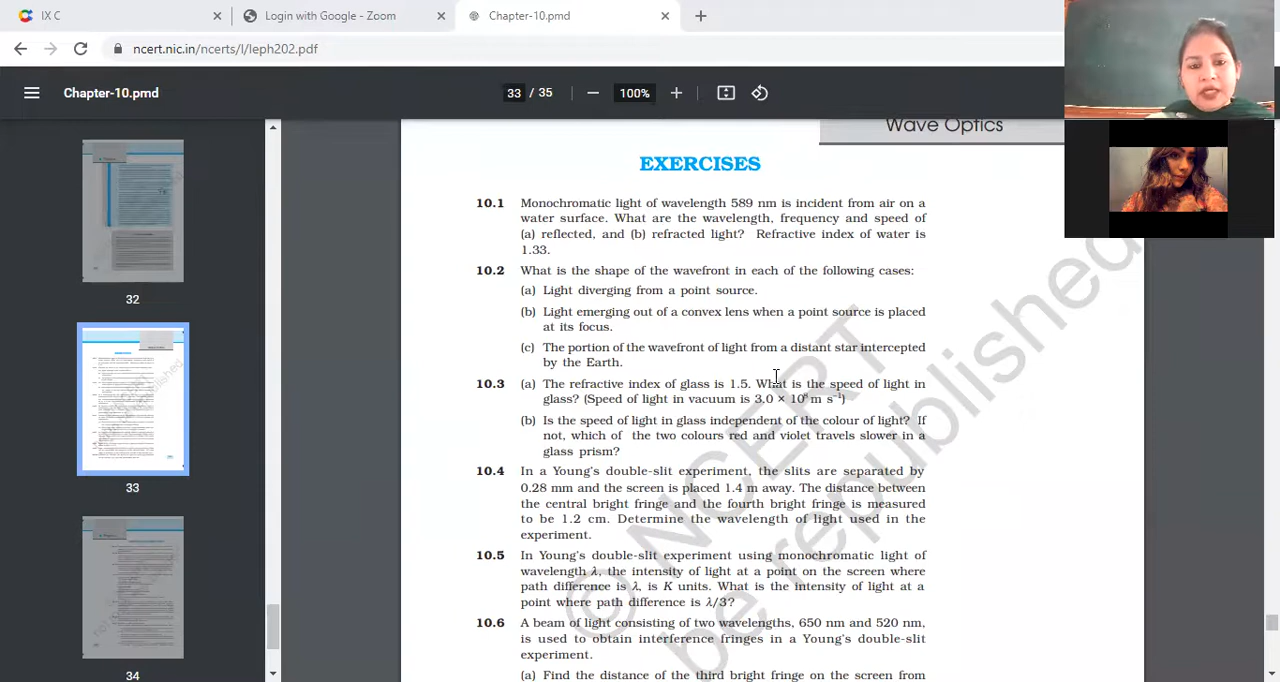 IX C
Login with Google - Zoom
Chapter-10.pmd
ncert.nic.in/ncerts/l/leph202.pdf
Chapter-10.pmd
33 / 35
100%
Wave Optics
EXERCISES
10.1 Monochromatic light of wavelength 589 nm is incident from air on a
water surface. What are the wavelength, frequency and speed of
(a) reflected, and (b) refracted light? Refractive index of water is
1.33.
10.2 What is the shape of the wavefront in each of the following cases:
(a) Light diverging from a point source.
(b) Light emerging out of a convex lens when a point source is placed
at its focus.
(c) The portion of the wavefront of light from a distant star intercepted
by the Earth.
10.3 (a) The refractive index of glass is 1.5. What is the speed of light in
glass? (Speed of light in vacuum is 3.0 × 10⁸ m s⁻¹)
(b) Is the speed of light in glass independent of the colour of light? If
not, which of the two colours red and violet travels slower in a
glass prism?
10.4 In a Young's double-slit experiment, the slits are separated by
0.28 mm and the screen is placed 1.4 m away. The distance between
the central bright fringe and the fourth bright fringe is measured
to be 1.2 cm. Determine the wavelength of light used in the
experiment.
10.5 In Young's double-slit experiment using monochromatic light of
wavelength λ, the intensity of light at a point on the screen where
path difference is λ, is K units. What is the intensity of light at a
point where path difference is λ/3?
10.6 A beam of light consisting of two wavelengths, 650 nm and 520 nm,
is used to obtain interference fringes in a Young's double-slit
experiment.
(a) Find the distance of the third bright fringe on the screen from
32
33
34
© NCERT
be republished